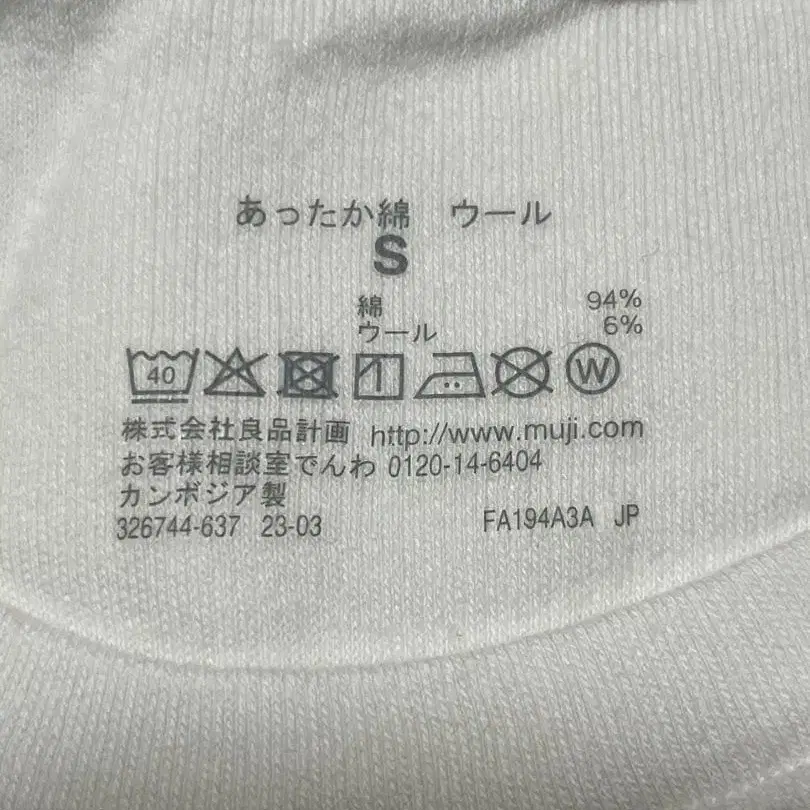 あったか綿 ウール
S
綿 94%
ウール 6%
40 W
株式会社良品計画 http://www.muji.com
お客様相談室でんわ 0120-14-6404
カンボジア製
326744-637 23-03 FA194A3A JP